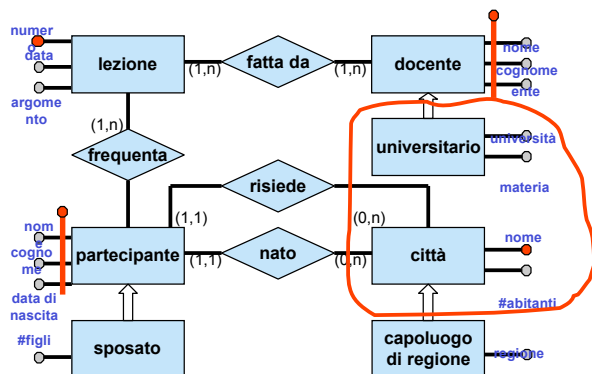 numer
o
data
argome
nto
lezione
(1,n)
fatta da
(1,n)
docente
nome
cognome
ente
(1,n)
frequenta
universitario
università
materia
risiede
(1,1)
(0,n)
nom
e
cogno
me
data di
nascita
partecipante
(1,1)
nato
(0,n)
città
nome
#abitanti
#figli
sposato
capoluogo
di regione
regione